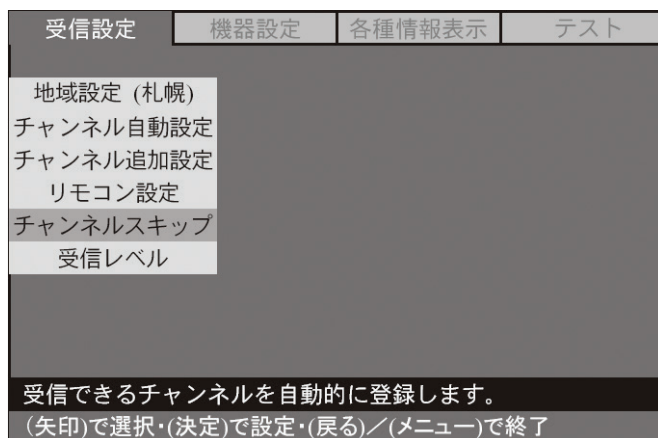 受信設定 機器設定 各種情報表示 テスト
地域設定 (札幌)
チャンネル自動設定
チャンネル追加設定
リモコン設定
チャンネルスキップ
受信レベル
受信できるチャンネルを自動的に登録します。
(矢印)で選択・(決定)で設定・(戻る)／(メニュー)で終了